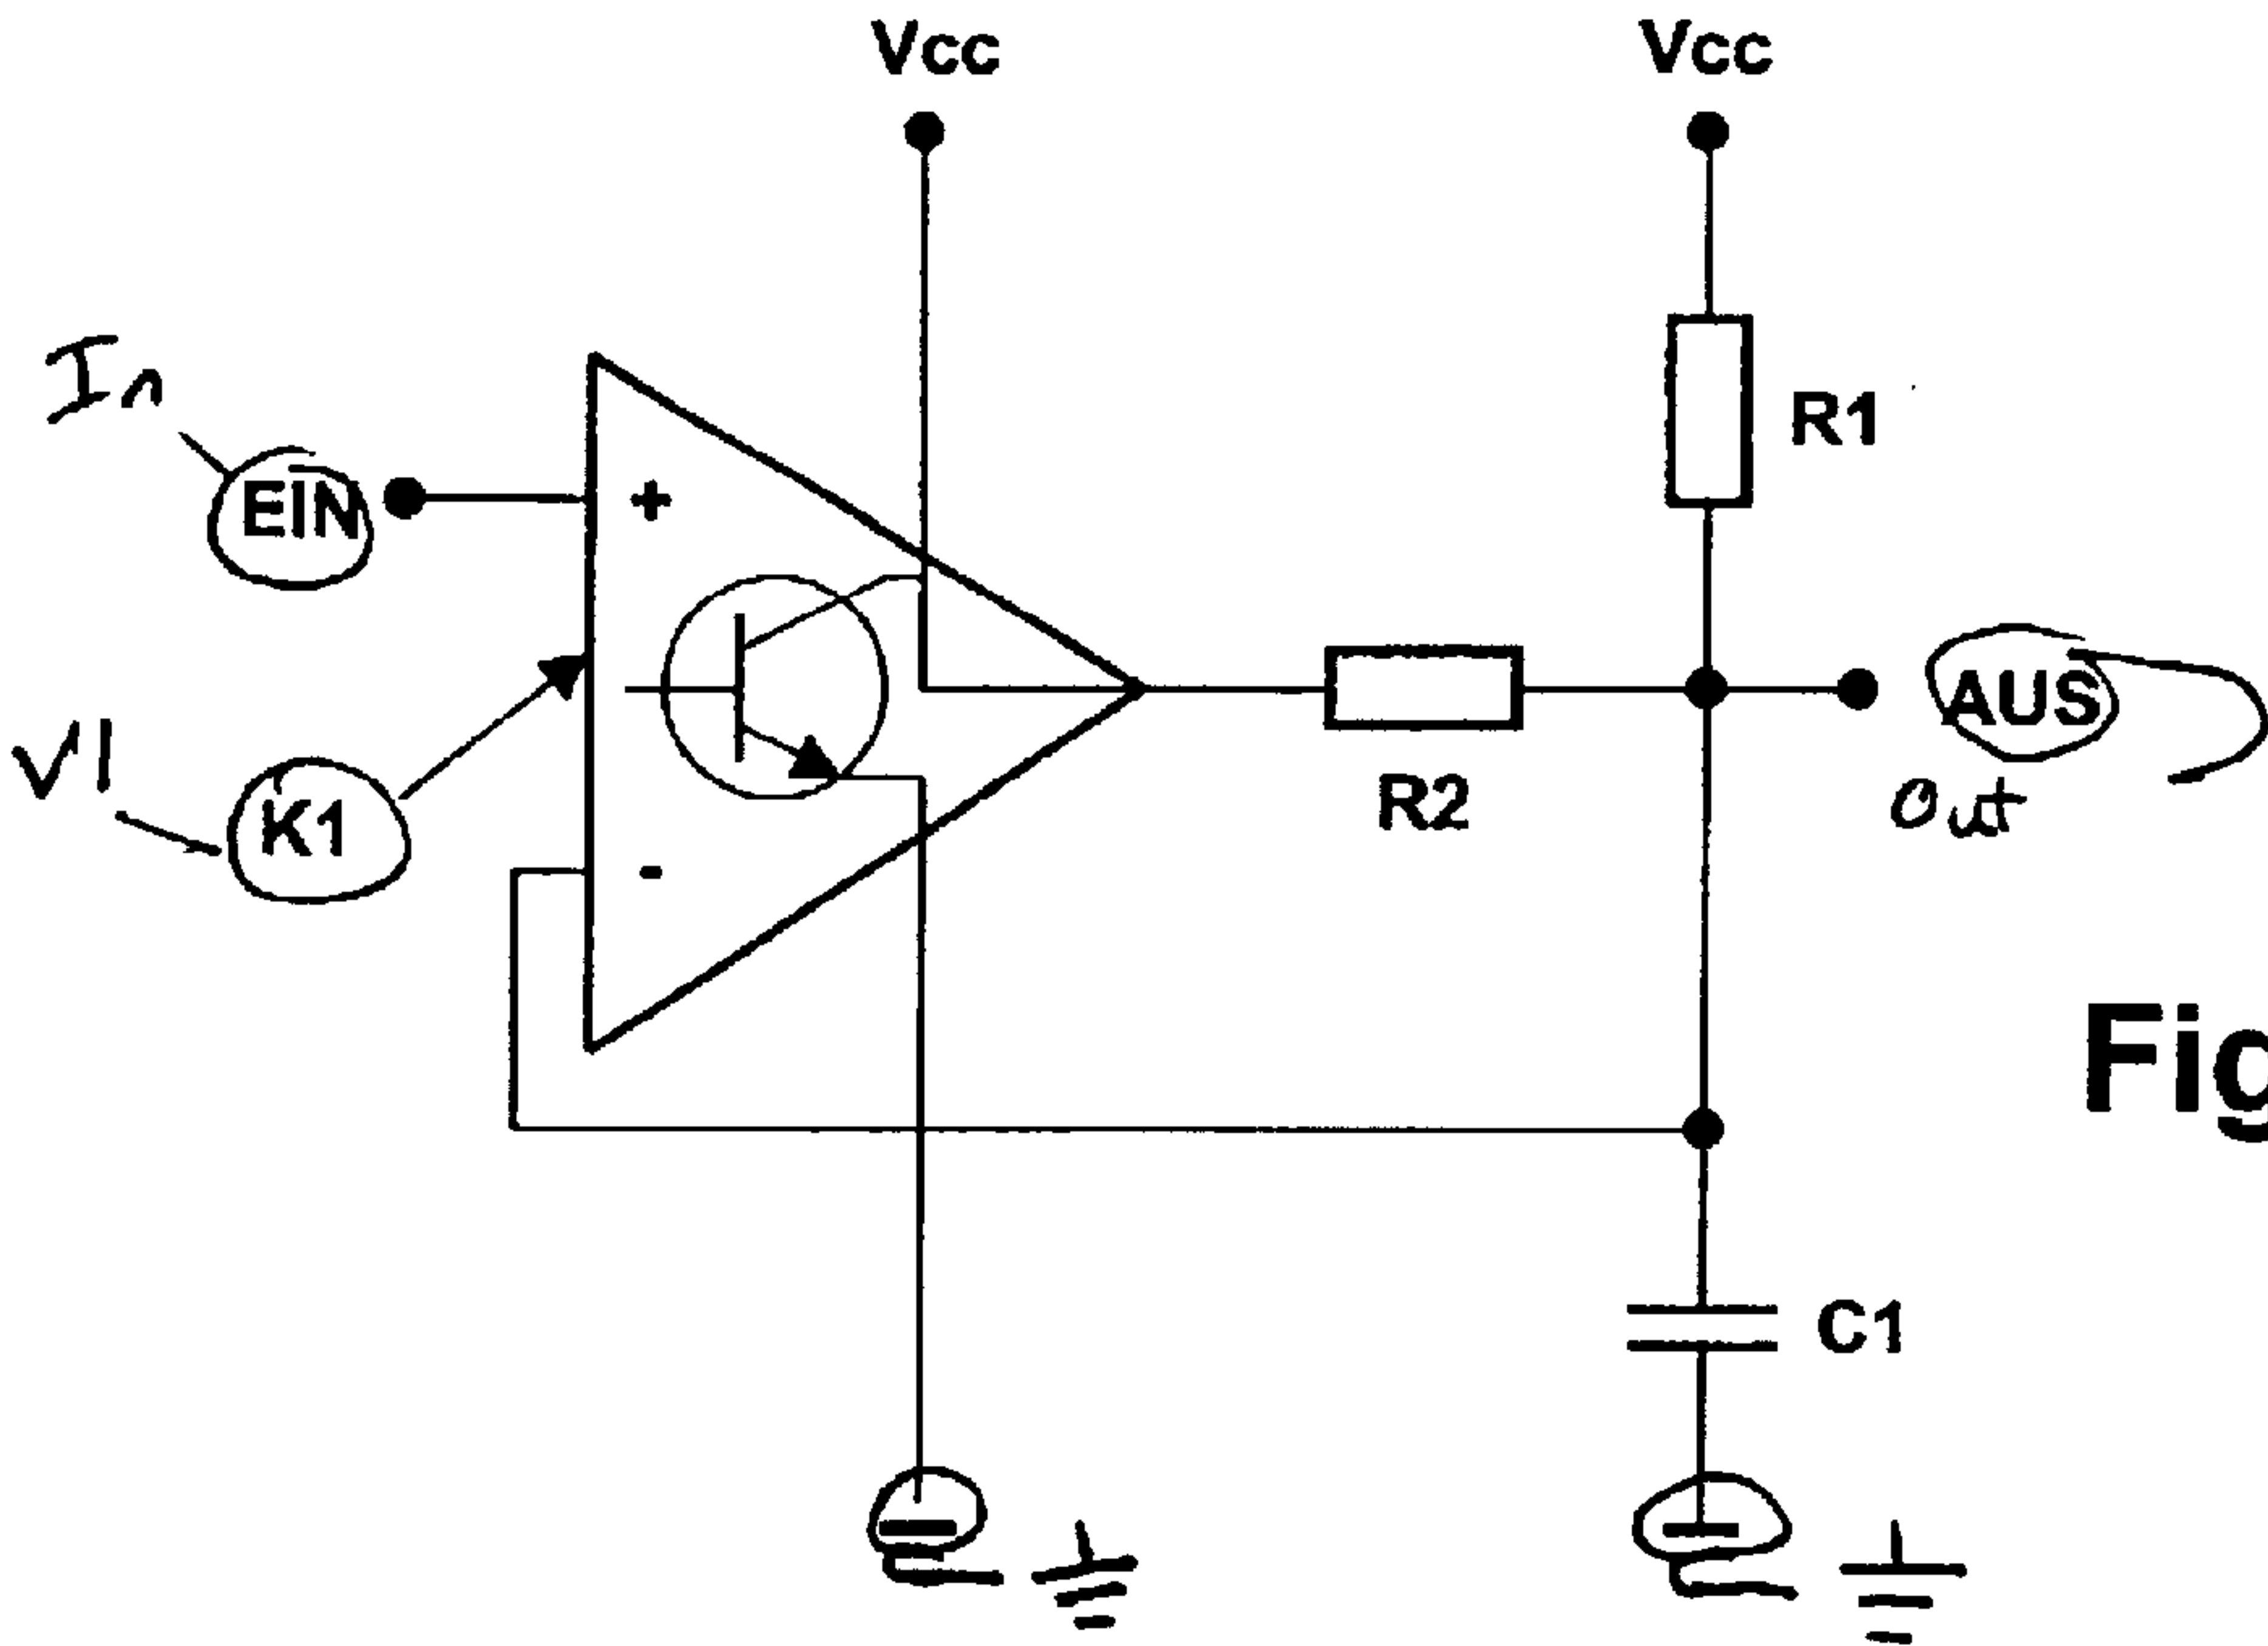 Vcc
Vcc
In
EIN
+
R1
V1
K1
-
R2
AUS
Out
Fig
C1